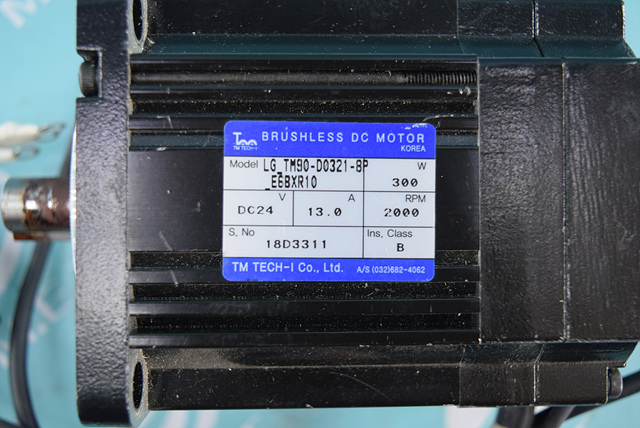 BRUSHLESS DC MOTOR
TM TECH-I
KOREA
Model LG_TM90-D0321-8P
_EEBXR10
W
300
V
DC24
A
13.0
RPM
2000
S, No
18D3311
Ins, Class
B
TM TECH-I Co., Ltd. A/S (032)682-4062